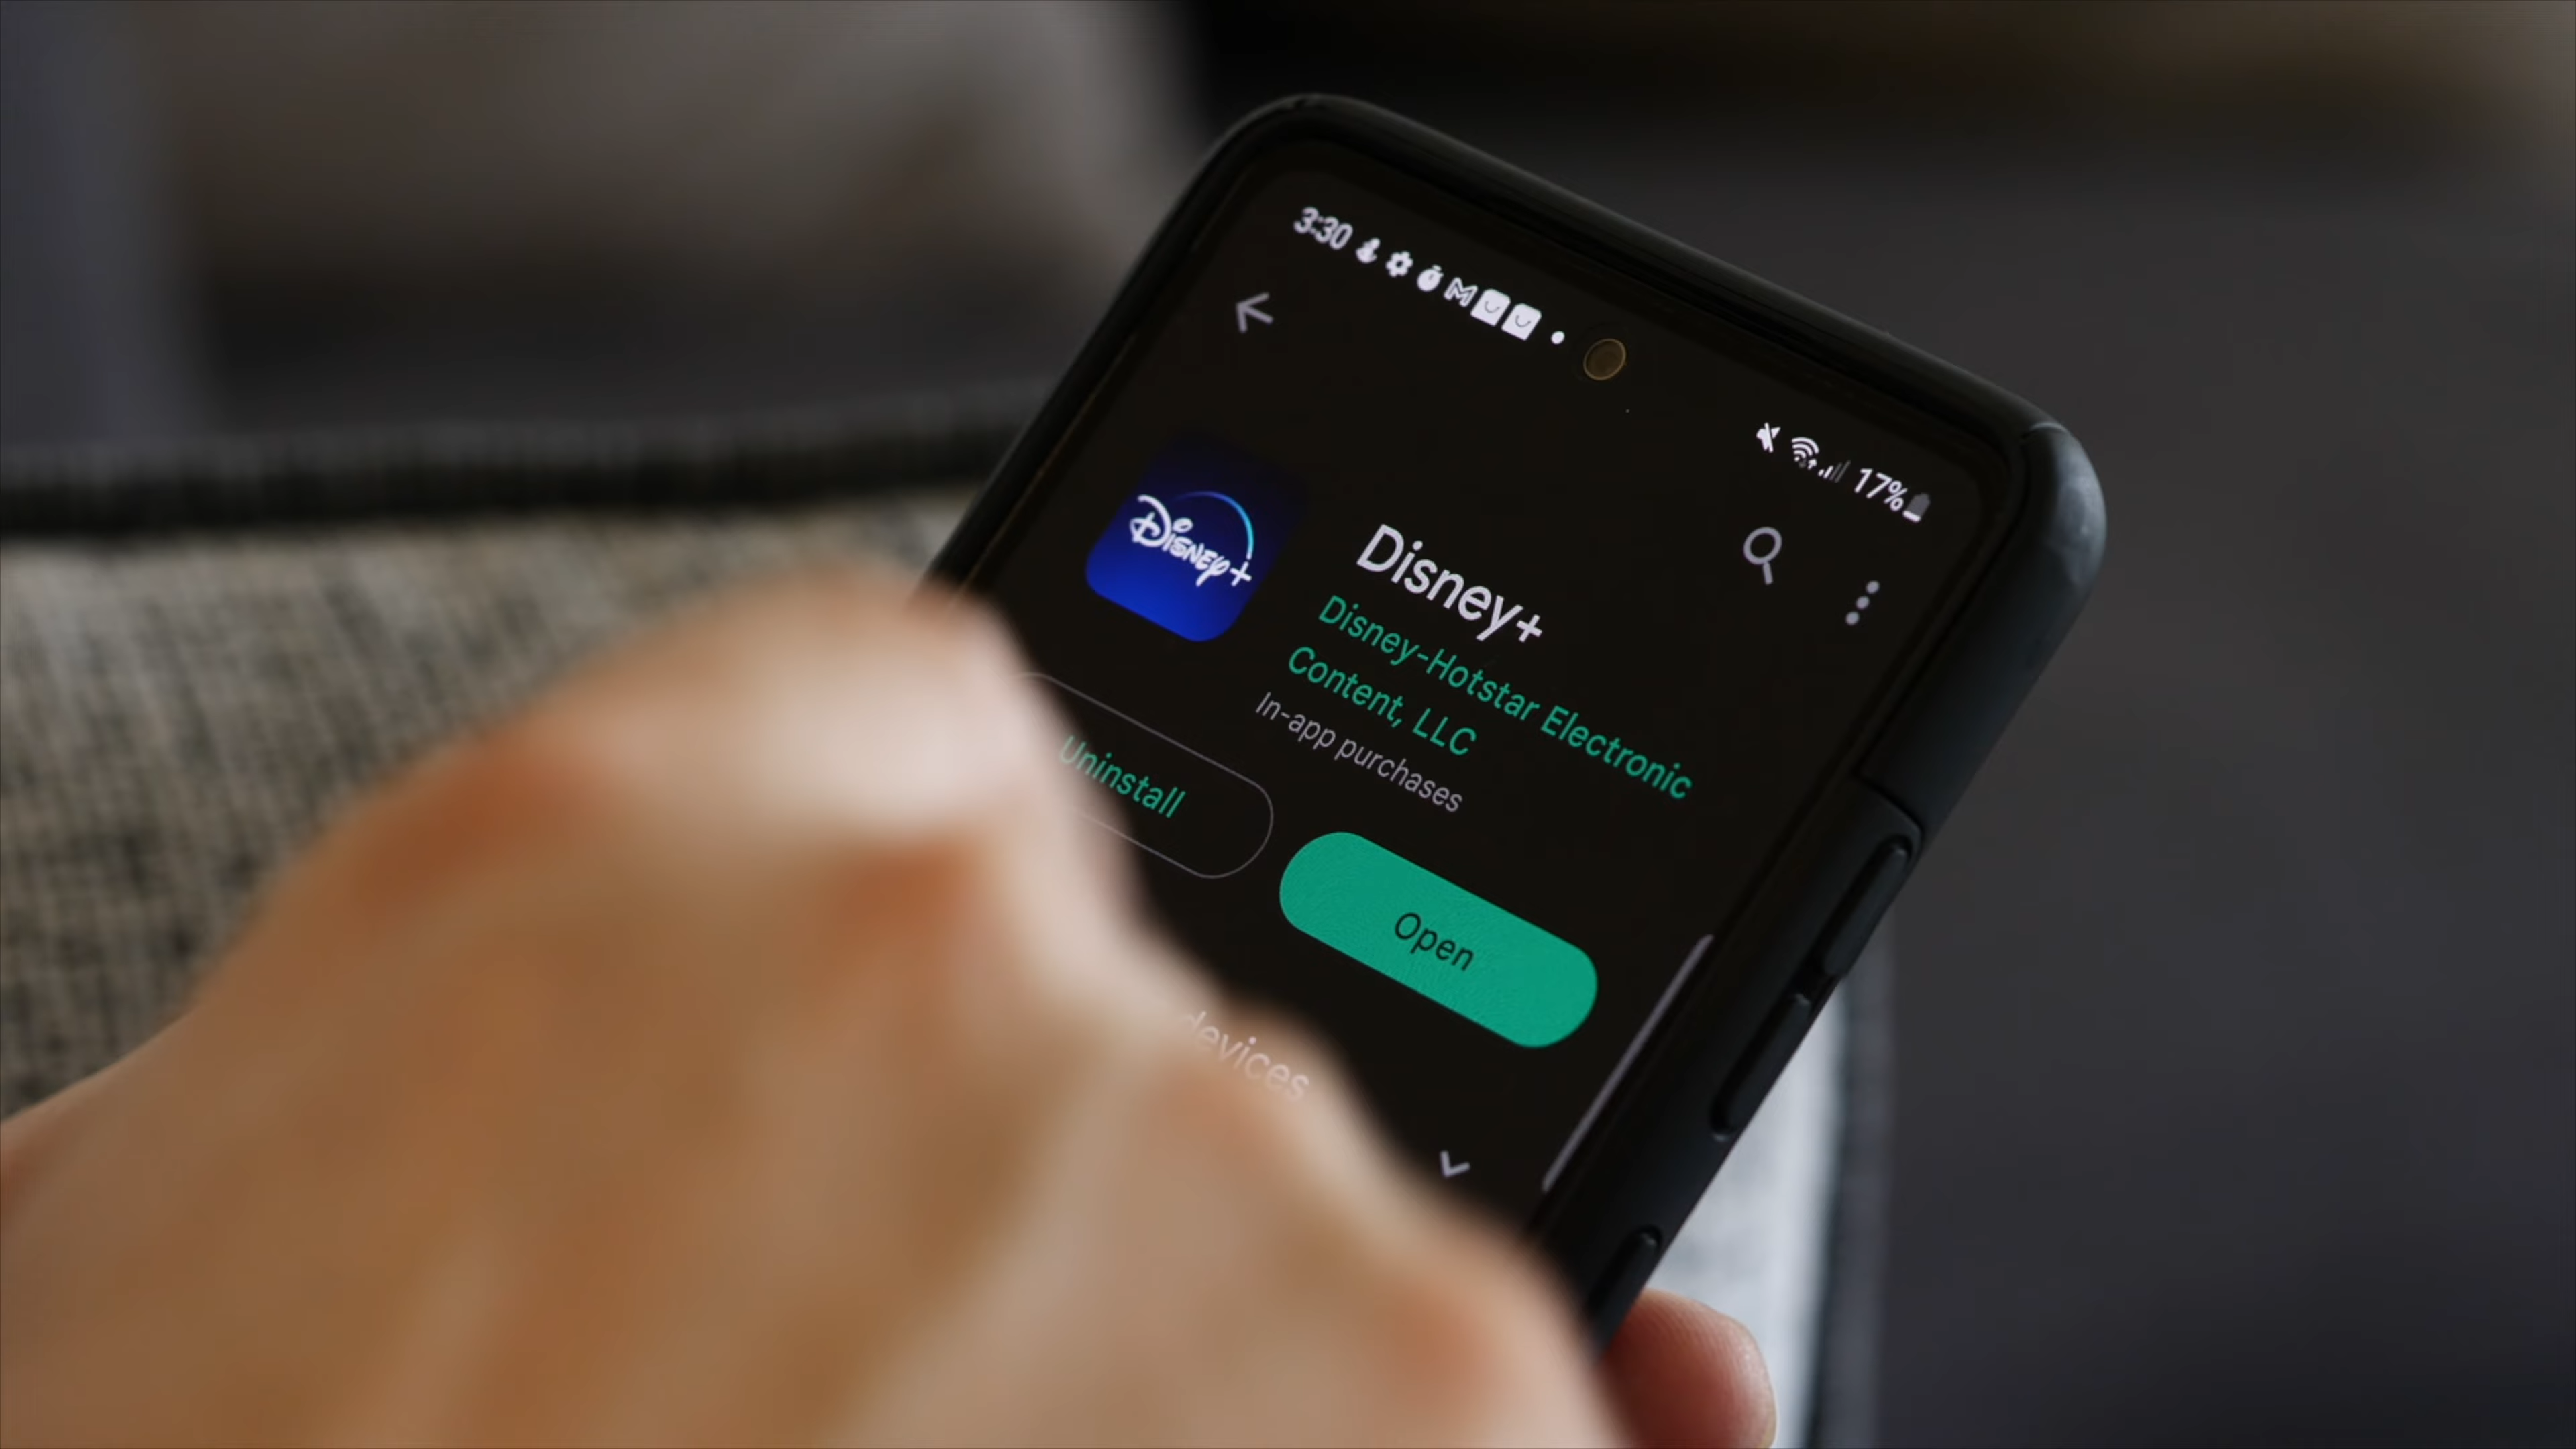 3:30
17%
Disney+
Disney+
Disney-Hotstar Electronic
Content, LLC
In-app purchases
Uninstall
Open
devices